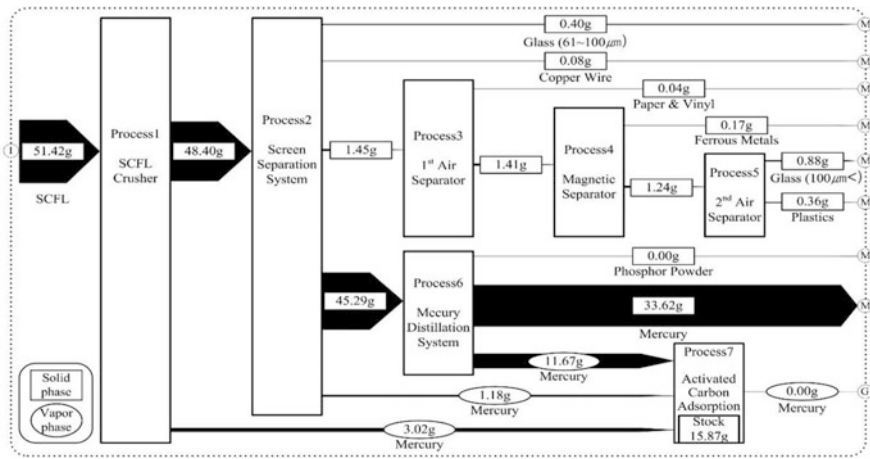 0.40g
Glass (61~100㎛)
M
0.08g
Copper Wire
M
0.04g
Paper & Vinyl
M
0.17g
Ferrous Metals
M
0.88g
Glass (100㎛<)
M
0.36g
Plastics
M
I
51.42g
SCFL
Process1
SCFL
Crusher
48.40g
Process2
Screen
Separation
System
1.45g
Process3
1st Air
Separator
1.41g
Process4
Magnetic
Separator
1.24g
Process5
2nd Air
Separator
0.00g
Phosphor Powder
M
45.29g
Process6
Mccury
Distillation
System
33.62g
Mercury
M
11.67g
Mercury
Process7
Activated
Carbon
Adsorption
Stock
15.87g
1.18g
Mercury
0.00g
Mercury
G
3.02g
Mercury
Solid
phase
Vapor
phase